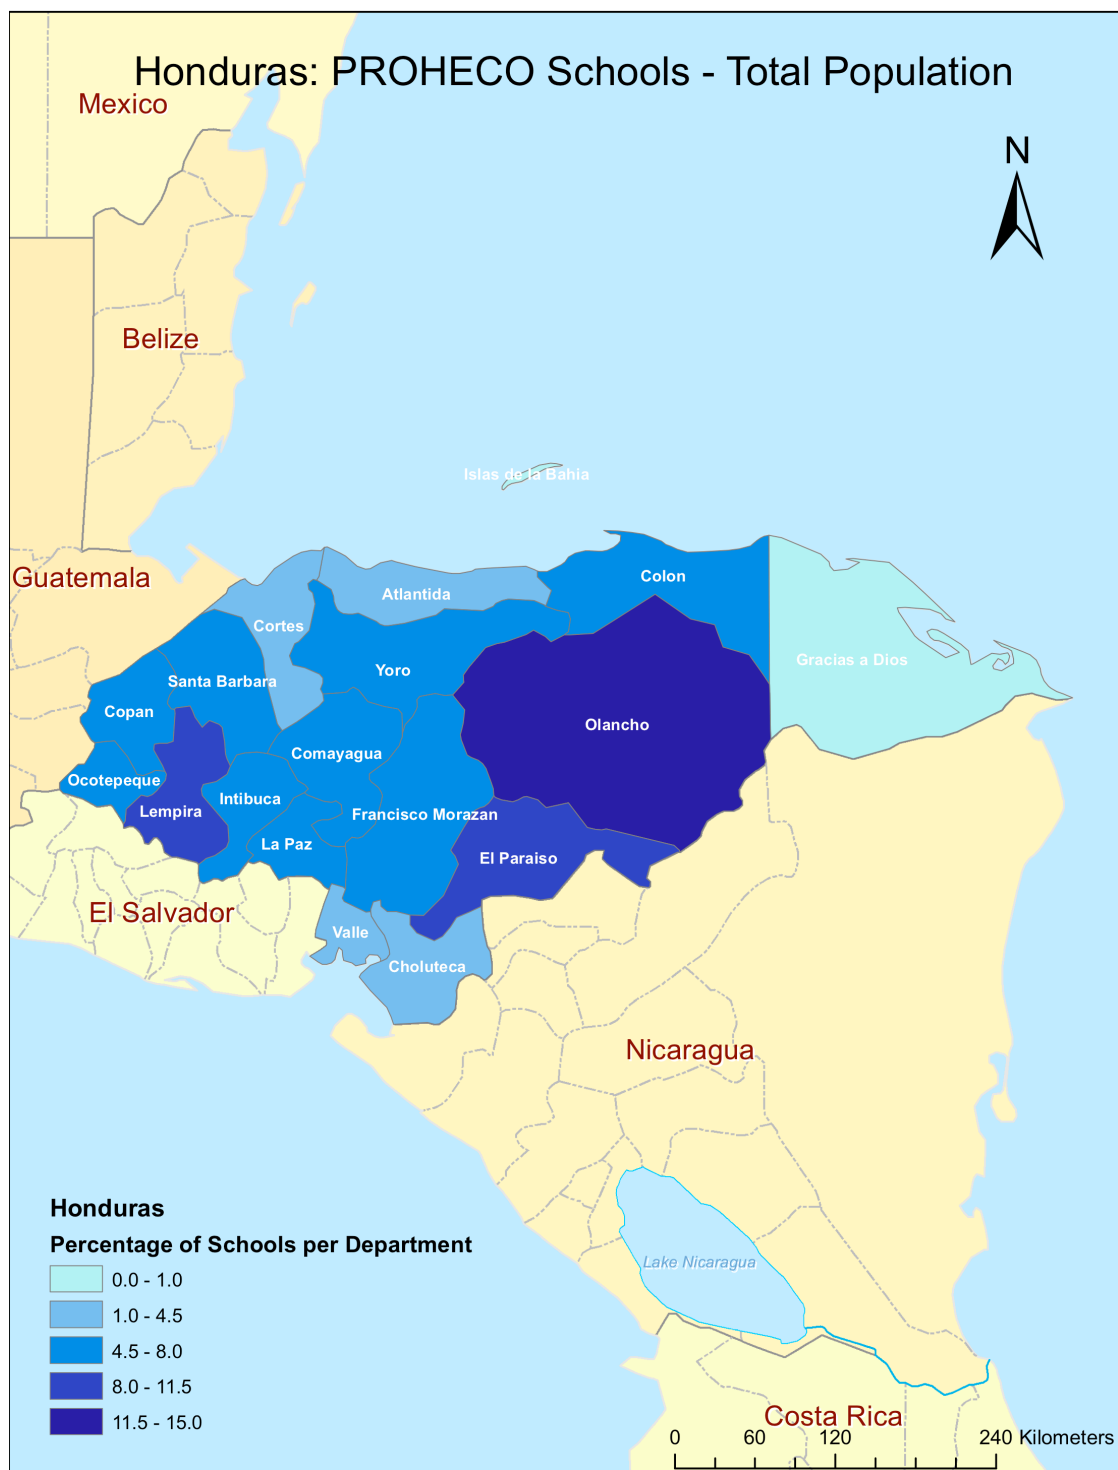 Honduras: PROHECO Schools - Total Population
Mexico
N
Belize
Islas de la Bahia
Guatemala
Colon
Atlantida
Cortes
Gracias a Dios
Yoro
Santa Barbara
Copan
Olancho
Comayagua
Ocotepeque
Intibuca
Lempira
Francisco Morazan
La Paz
El Paraiso
El Salvador
Valle
Choluteca
Nicaragua
Lake Nicaragua
Honduras
Percentage of Schools per Department
0.0 - 1.0
1.0 - 4.5
4.5 - 8.0
8.0 - 11.5
11.5 - 15.0
Costa Rica
0 60 120 240 Kilometers